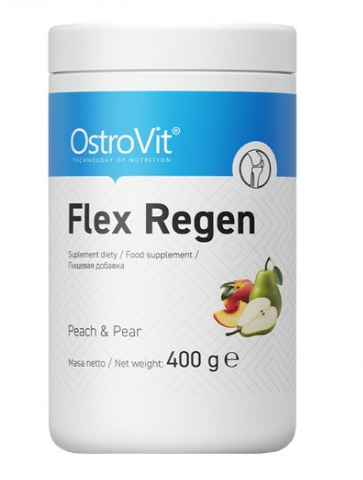 OstroVit®
TECHNOLOGY OF NUTRITION
Flex Regen
Suplement diety / Food supplement /
Пищевая добавка
Peach & Pear
Masa netto / Net weight: 400 g ℮